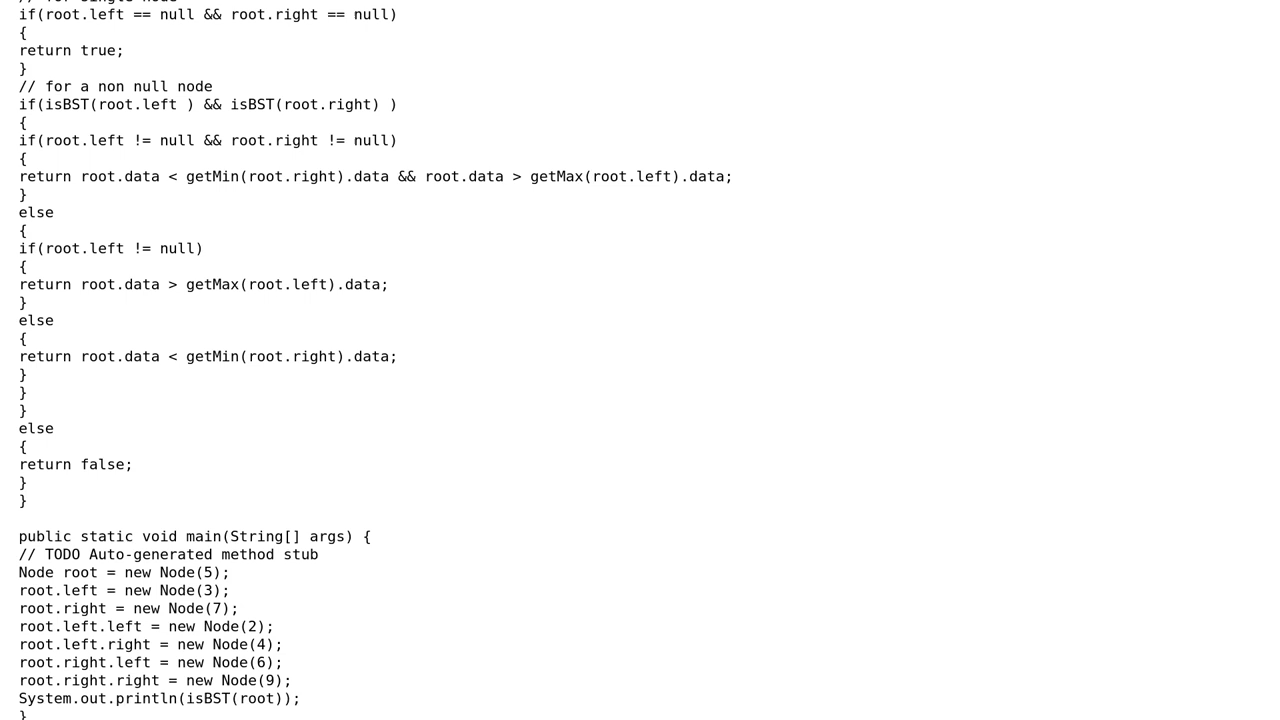 // for single node
if(root.left == null && root.right == null)
{
return true;
}
// for a non null node
if(isBST(root.left ) && isBST(root.right) )
{
if(root.left != null && root.right != null)
{
return root.data < getMin(root.right).data && root.data > getMax(root.left).data;
}
else
{
if(root.left != null)
{
return root.data > getMax(root.left).data;
}
else
{
return root.data < getMin(root.right).data;
}
}
}
else
{
return false;
}
}
public static void main(String[] args) {
// TODO Auto-generated method stub
Node root = new Node(5);
root.left = new Node(3);
root.right = new Node(7);
root.left.left = new Node(2);
root.left.right = new Node(4);
root.right.left = new Node(6);
root.right.right = new Node(9);
System.out.println(isBST(root));
}